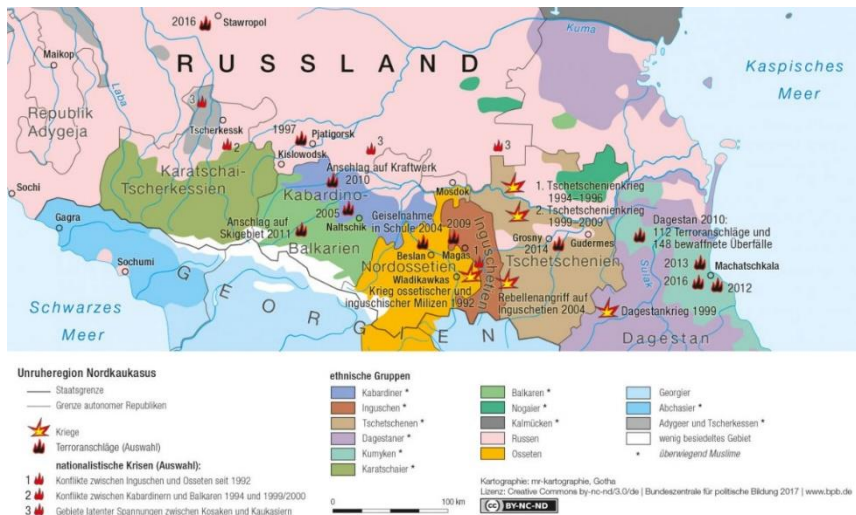 2016
Stawropol
Kuma
RUSSLAND
Kaspisches
Meer
Maikop
Laba
Republik
Adygeja
3
Tscherkessk
2
1997
Pjatigorsk
3
3
Kislowodsk
Karatschai-
Tscherkessien
Anschlag auf Kraftwerk
2010
Mosdok
1. Tschetschenienkrieg
1994–1996
Sotschi
Kabardino-
2005
Naltschik
Geiselnahme
in Schule 2004
2009
2. Tschetschenienkrieg
1999–2009
Dagestan 2010:
112 Terroranschläge und
148 bewaffnete Überfälle
Gagra
Anschlag auf
Skigebiet 2011
Balkarien
Inguschetien
Grosny
2014
Gudermes
Beslan
Magas
1
Tschetschenien
Sulak
2013
Machatschkala
Suchumi
Nordossetien
Wladikawkas
Krieg ossetischer und
inguschischer Milizen 1992
Rebellenangriff auf
Inguschetien 2004
2016
2012
Schwarzes
Meer
GEORGIEN
Dagestankrieg 1999
Dagestan
Unruheregion Nordkaukasus
Staatsgrenze
Grenze autonomer Republiken
Kriege
Terroranschläge (Auswahl)
nationalistische Krisen (Auswahl):
1 Konflikte zwischen Inguschen und Osseten seit 1992
2 Konflikte zwischen Kabardinern und Balkaren 1994 und 1999/2000
3 Gebiete latenter Spannungen zwischen Kosaken und Kaukasiern
ethnische Gruppen
Kabardiner *
Inguschen *
Tschetschenen *
Dagestaner *
Kumyken *
Karatschaier *
Balkaren *
Nogaier *
Kalmücken *
Russen
Osseten
Georgier
Abchasier *
Adygeer und Tscherkessen *
wenig besiedeltes Gebiet
* überwiegend Muslime
0 100 km
Kartographie: mr-kartographie, Gotha
Lizenz: Creative Commons by-nc-nd/3.0/de | Bundeszentrale für politische Bildung 2017 | www.bpb.de
CC BY-NC-ND